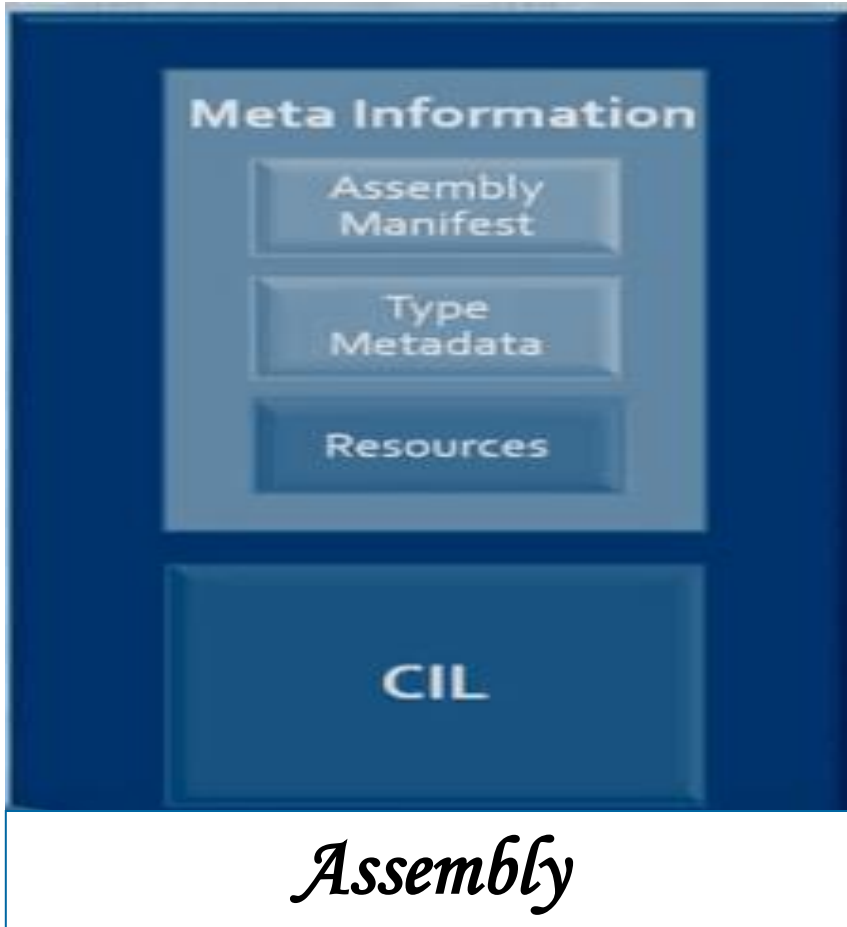 Meta Information
Assembly
Manifest
Type
Metadata
Resources
CIL
Assembly